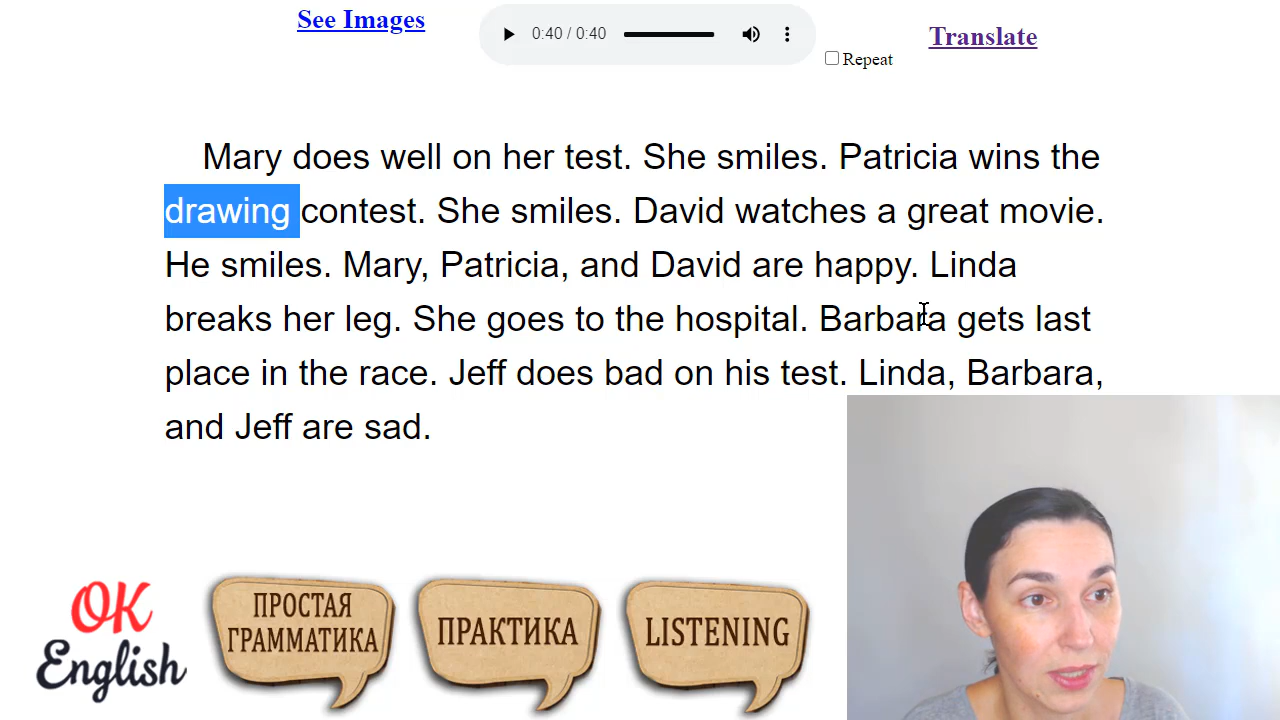 See Images
0:40 / 0:40
Repeat
Translate
Mary does well on her test. She smiles. Patricia wins the
drawing contest. She smiles. David watches a great movie.
He smiles. Mary, Patricia, and David are happy. Linda
breaks her leg. She goes to the hospital. Barbara gets last
place in the race. Jeff does bad on his test. Linda, Barbara,
and Jeff are sad.
OK
English
ПРОСТАЯ
ГРАММАТИКА
ПРАКТИКА
LISTENING